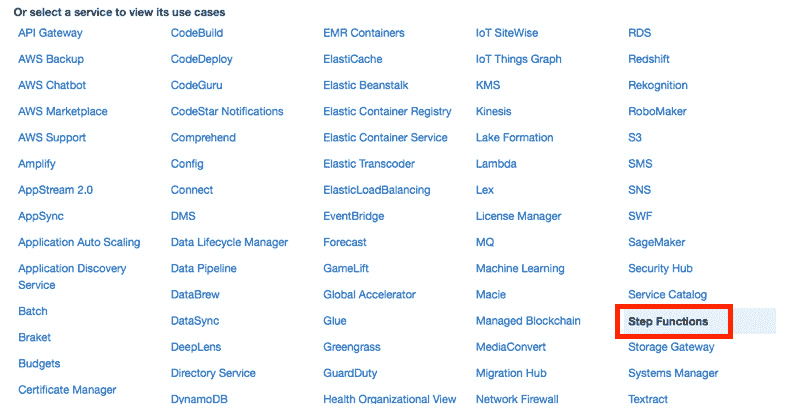 Or select a service to view its use cases
API Gateway
AWS Backup
AWS Chatbot
AWS Marketplace
AWS Support
Amplify
AppStream 2.0
AppSync
Application Auto Scaling
Application Discovery
Service
Batch
Braket
Budgets
Certificate Manager
CodeBuild
CodeDeploy
CodeGuru
CodeStar Notifications
Comprehend
Config
Connect
DMS
Data Lifecycle Manager
Data Pipeline
DataBrew
DataSync
DeepLens
Directory Service
DynamoDB
EMR Containers
ElastiCache
Elastic Beanstalk
Elastic Container Registry
Elastic Container Service
Elastic Transcoder
ElasticLoadBalancing
EventBridge
Forecast
GameLift
Global Accelerator
Glue
Greengrass
GuardDuty
Health Organizational View
IoT SiteWise
IoT Things Graph
KMS
Kinesis
Lake Formation
Lambda
Lex
License Manager
MQ
Machine Learning
Macie
Managed Blockchain
MediaConvert
Migration Hub
Network Firewall
RDS
Redshift
Rekognition
RoboMaker
S3
SMS
SNS
SWF
SageMaker
Security Hub
Service Catalog
Step Functions
Storage Gateway
Systems Manager
Textract